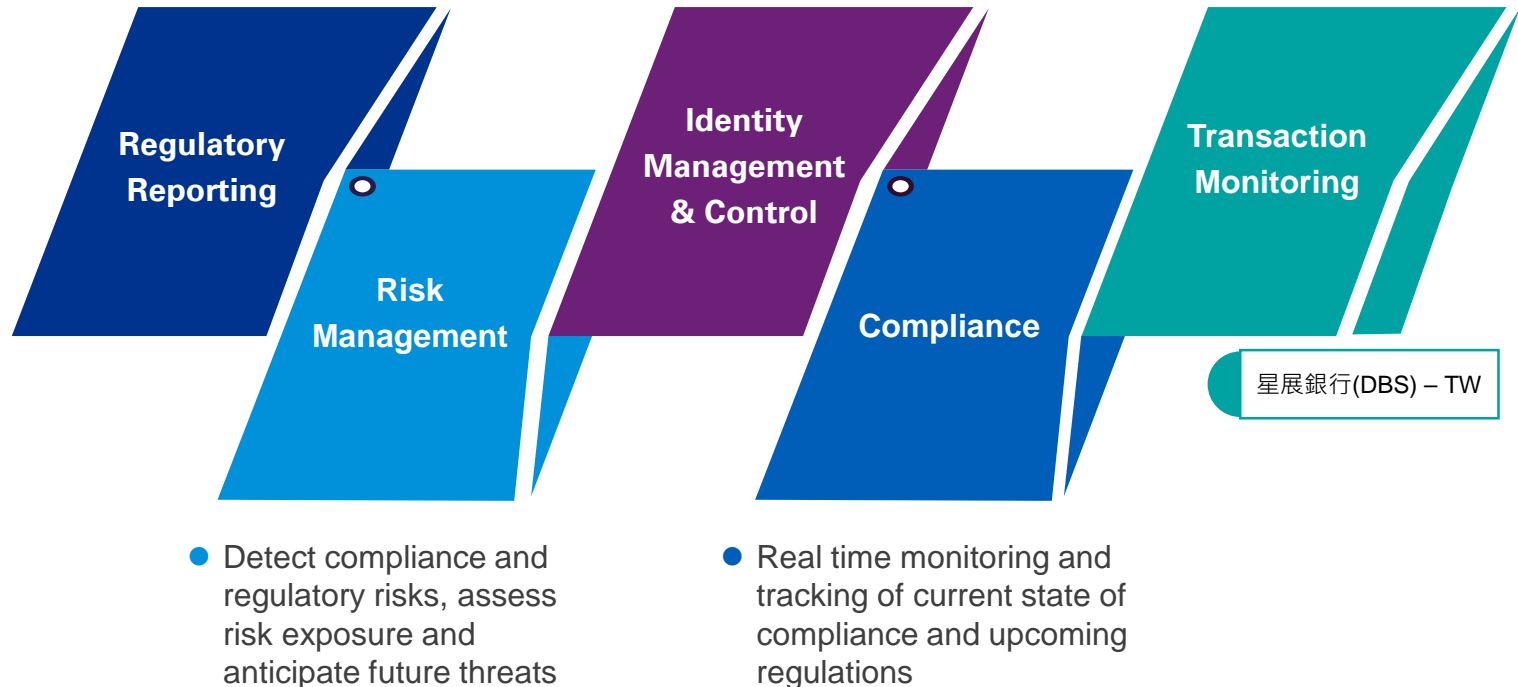 Regulatory
Reporting
Risk
Management
Identity
Management
& Control
Compliance
Transaction
Monitoring
星展銀行(DBS) – TW
● Detect compliance and
regulatory risks, assess
risk exposure and
anticipate future threats
● Real time monitoring and
tracking of current state of
compliance and upcoming
regulations